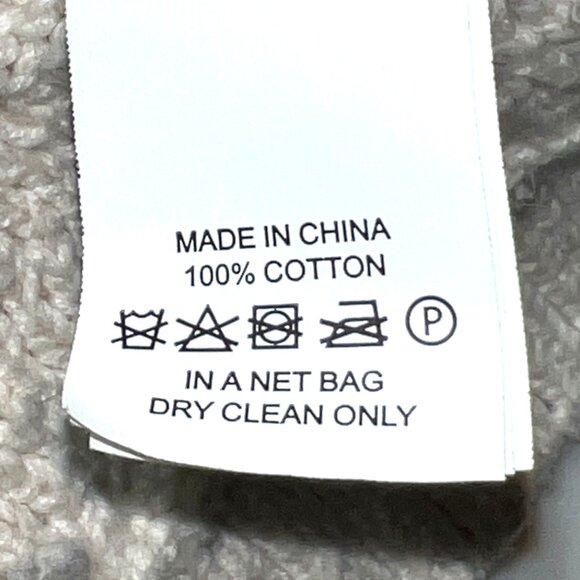 MADE IN CHINA
100% COTTON
P
IN A NET BAG
DRY CLEAN ONLY